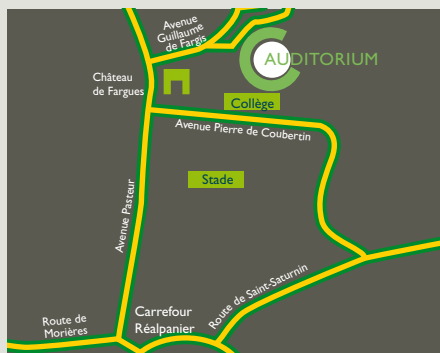 Avenue
Guillaume
de Fargis
AUDITORIUM
Château
de Fargues
Collège
Avenue Pierre de Coubertin
Stade
Avenue Pasteur
Route de Saint-Saturnin
Carrefour
Réalpanier
Route de
Morières